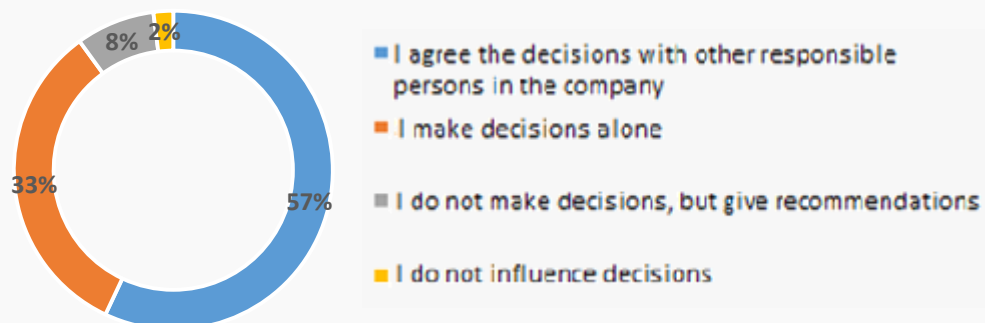 8%
2%
33%
57%
I agree the decisions with other responsible
persons in the company
I make decisions alone
I do not make decisions, but give recommendations
I do not influence decisions